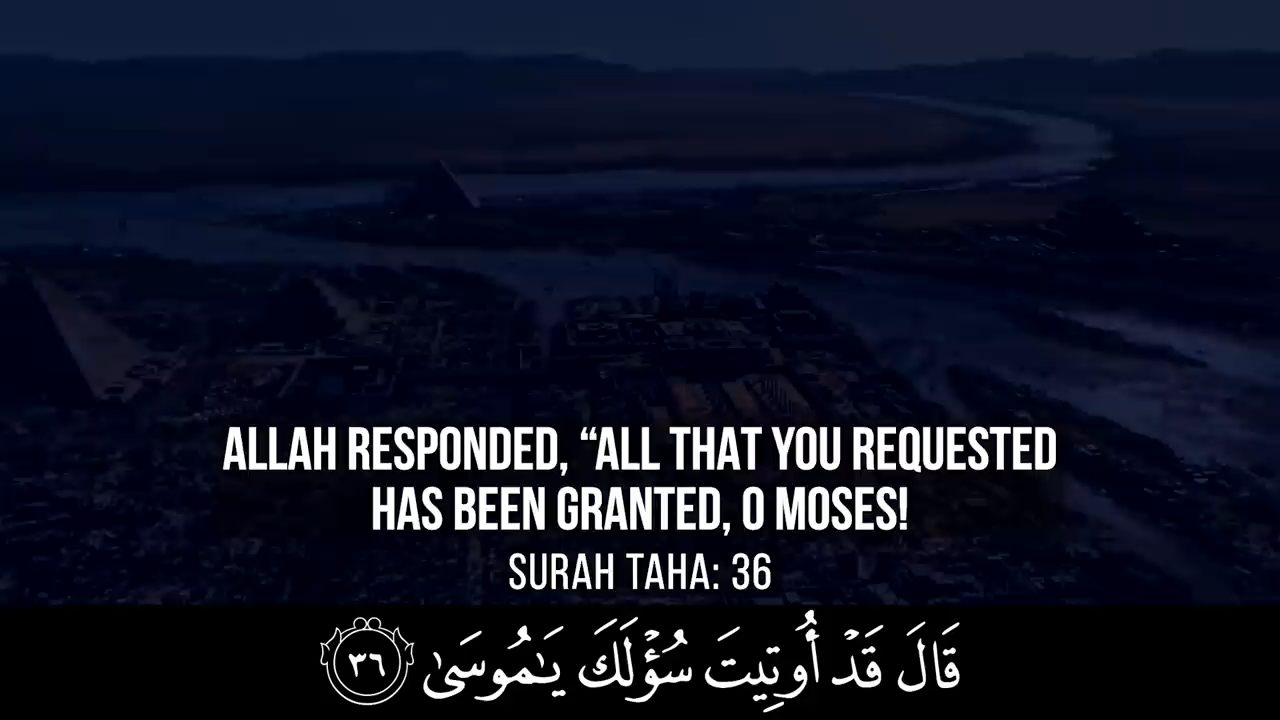 ALLAH RESPONDED, “ALL THAT YOU REQUESTED
HAS BEEN GRANTED, O MOSES!
SURAH TAHA: 36
قَالَ قَدْ أُوتِيتَ سُؤْلَكَ يَـٰمُوسَىٰ ٣٦